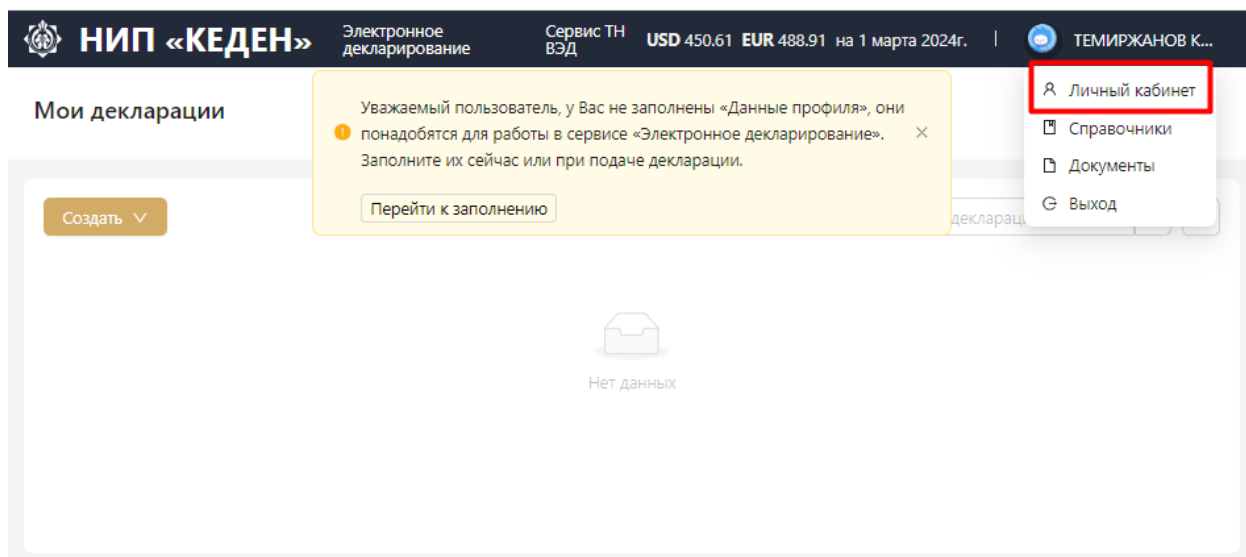 НИП «КЕДЕН»
Электронное
декларирование
Сервис ТН
ВЭД
USD 450.61 EUR 488.91 на 1 марта 2024г.
ТЕМИРЖАНОВ К...
Мои декларации
Уважаемый пользователь, у Вас не заполнены «Данные профиля», они
понадобятся для работы в сервисе «Электронное декларирование».
Заполните их сейчас или при подаче декларации.
Перейти к заполнению
Личный кабинет
Справочники
Документы
Выход
Создать
Нет данных